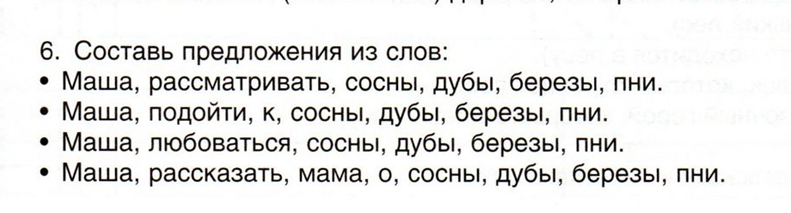 6. Составь предложения из слов:
• Маша, рассматривать, сосны, дубы, березы, пни.
• Маша, подойти, к, сосны, дубы, березы, пни.
• Маша, любоваться, сосны, дубы, березы, пни.
• Маша, рассказать, мама, о, сосны, дубы, березы, пни.